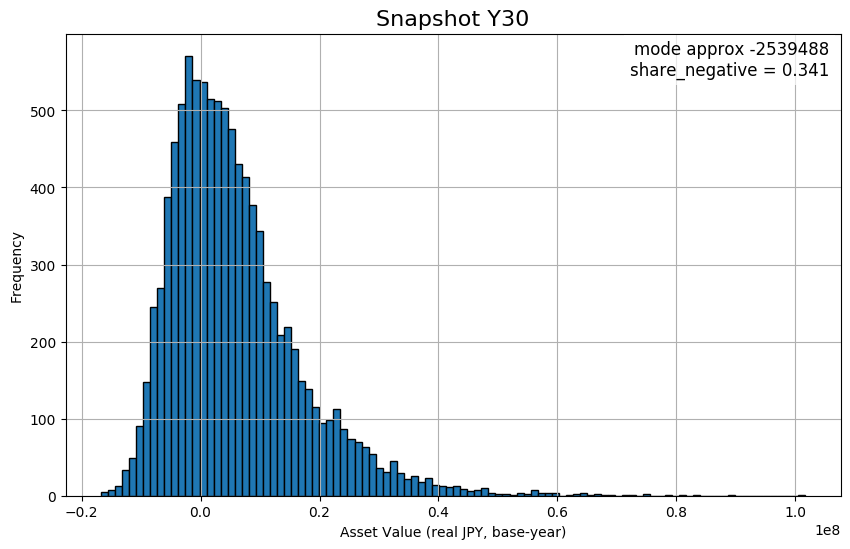 Snapshot Y30
mode approx -2539488
share_negative = 0.341
Frequency
500
400
300
200
100
0
−0.2 0.0 0.2 0.4 0.6 0.8 1.0
1e8
Asset Value (real JPY, base-year)